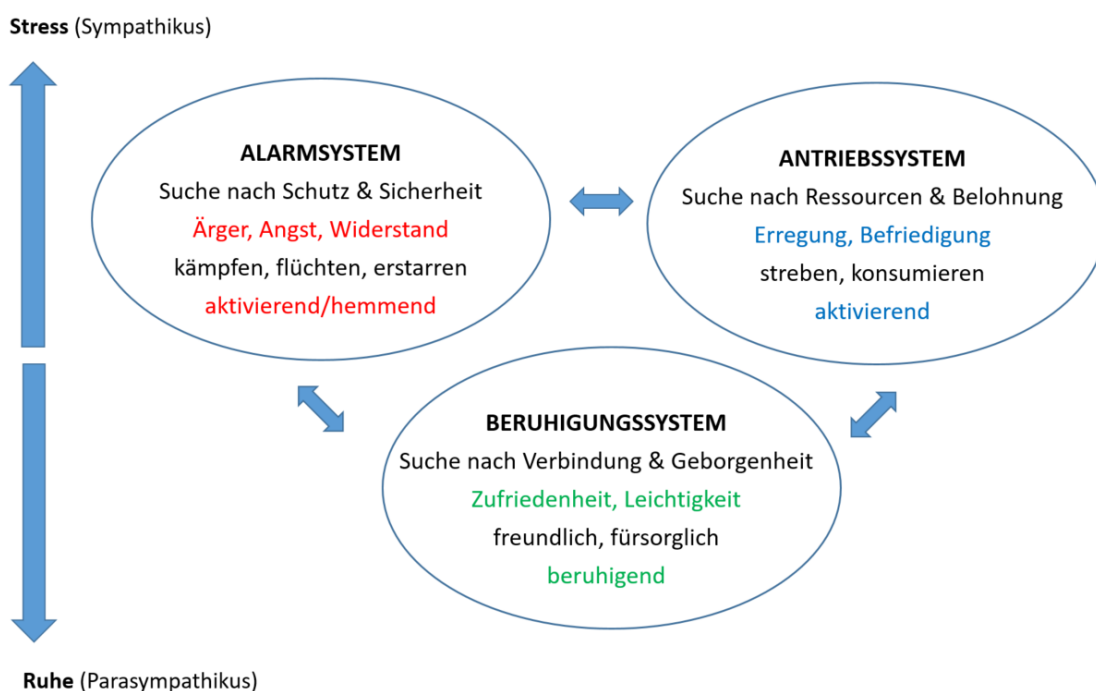 Stress (Sympathikus)
ALARMSYSTEM
Suche nach Schutz & Sicherheit
Ärger, Angst, Widerstand
kämpfen, flüchten, erstarren
aktivierend/hemmend
ANTRIEBSSYSTEM
Suche nach Ressourcen & Belohnung
Erregung, Befriedigung
streben, konsumieren
aktivierend
BERUHIGUNGSSYSTEM
Suche nach Verbindung & Geborgenheit
Zufriedenheit, Leichtigkeit
freundlich, fürsorglich
beruhigend
Ruhe (Parasympathikus)